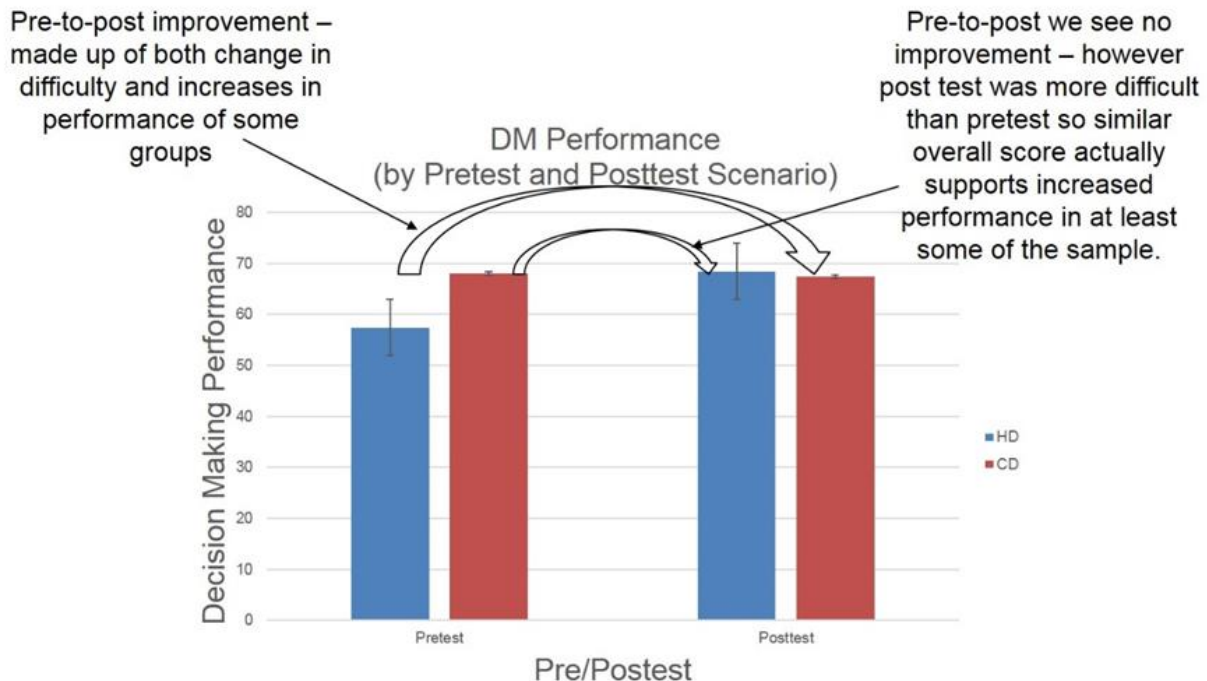 Pre-to-post improvement –
made up of both change in
difficulty and increases in
performance of some
groups
Pre-to-post we see no
improvement – however
post test was more difficult
than pretest so similar
overall score actually
supports increased
performance in at least
some of the sample.
DM Performance
(by Pretest and Posttest Scenario)
Decision Making Performance
80
70
60
50
40
30
20
10
0
Pretest
Posttest
Pre/Postest
HD
CD